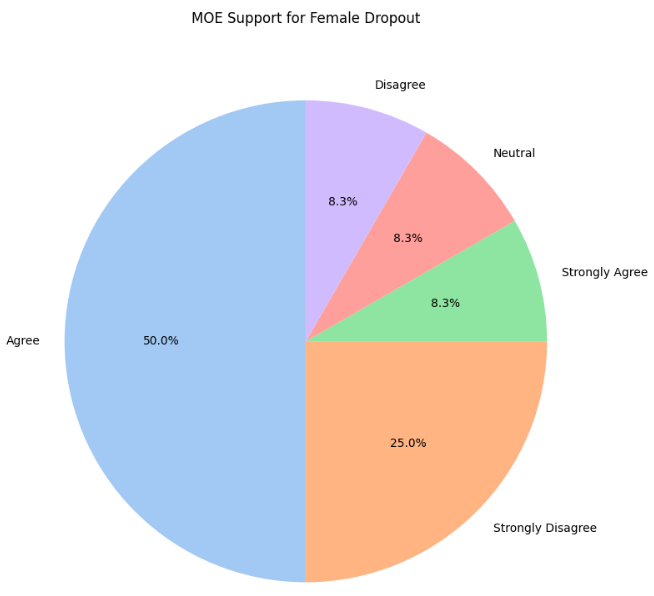 MOE Support for Female Dropout
Disagree
Neutral
8.3%
8.3%
Strongly Agree
8.3%
Agree
50.0%
25.0%
Strongly Disagree